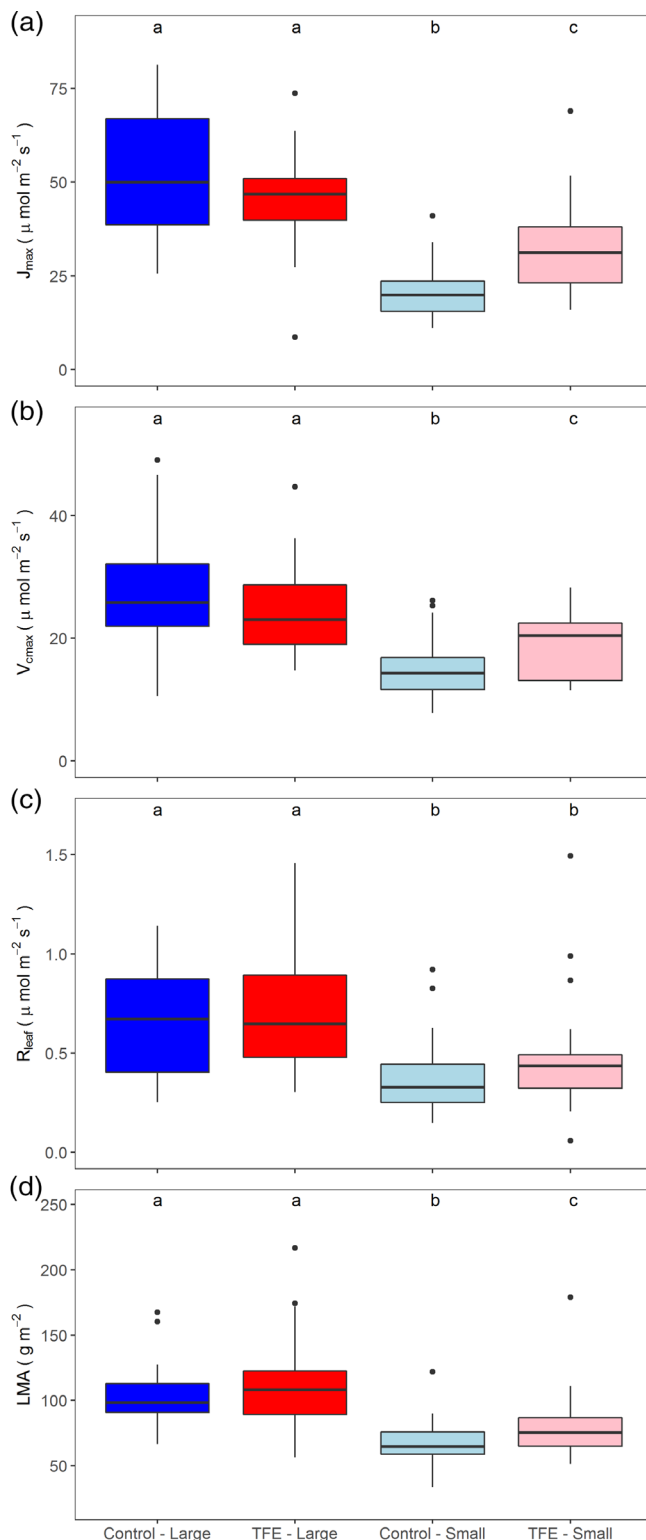 (a)
a a b c
75
50
25
0
J max ( μ mol m⁻² s⁻¹ )
(b)
a a b c
40
20
0
V cmax ( μ mol m⁻² s⁻¹ )
(c)
a a b b
1.5
1.0
0.5
0.0
R leaf ( μ mol m⁻² s⁻¹ )
(d)
a a b c
250
200
150
100
50
LMA ( g m⁻² )
Control - Large TFE - Large Control - Small TFE - Small